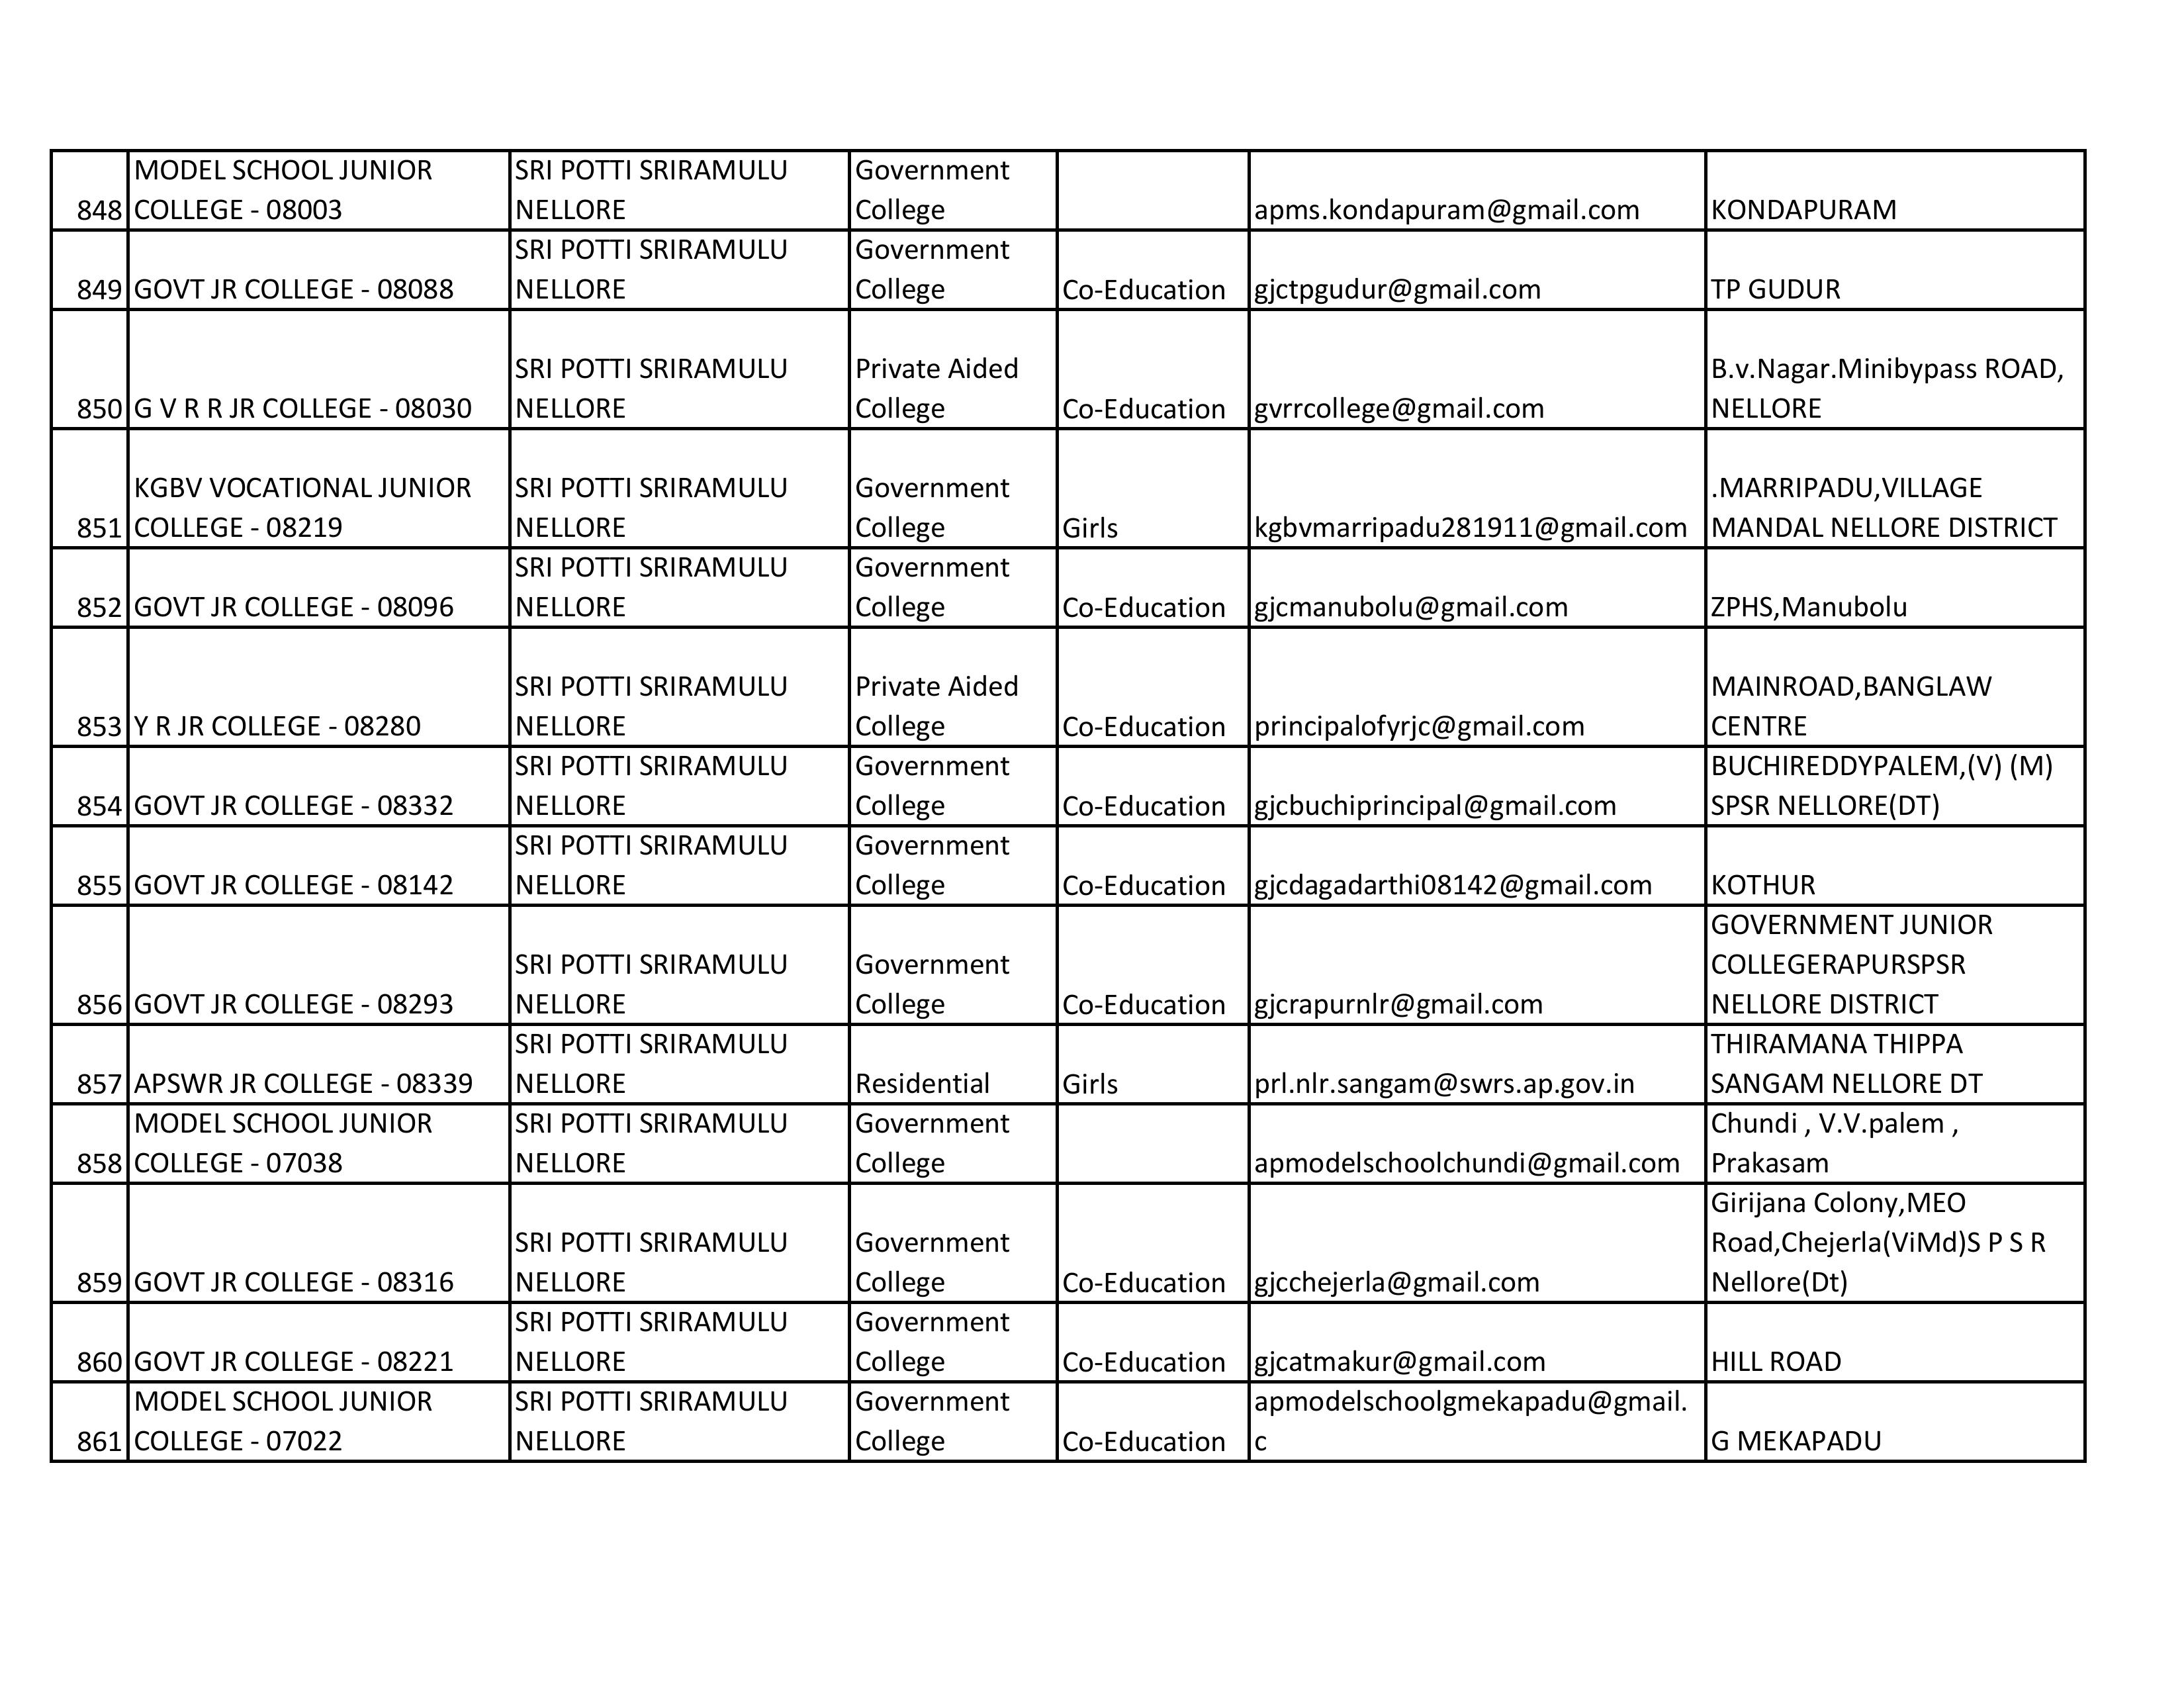 848 MODEL SCHOOL JUNIOR COLLEGE - 08003 SRI POTTI SRIRAMULU NELLORE Government College apms.kondapuram@gmail.com KONDAPURAM
849 GOVT JR COLLEGE - 08088 SRI POTTI SRIRAMULU NELLORE Government College Co-Education gjctpgudur@gmail.com TP GUDUR
850 G V R R JR COLLEGE - 08030 SRI POTTI SRIRAMULU NELLORE Private Aided College Co-Education gvrrcollege@gmail.com B.v.Nagar.Minibypass ROAD, NELLORE
851 KGBV VOCATIONAL JUNIOR COLLEGE - 08219 SRI POTTI SRIRAMULU NELLORE Government College Girls kgbvmarripadu281911@gmail.com .MARRIPADU,VILLAGE MANDAL NELLORE DISTRICT
852 GOVT JR COLLEGE - 08096 SRI POTTI SRIRAMULU NELLORE Government College Co-Education gjcmanubolu@gmail.com ZPHS,Manubolu
853 Y R JR COLLEGE - 08280 SRI POTTI SRIRAMULU NELLORE Private Aided College Co-Education principalofyrjc@gmail.com MAINROAD,BANGLAW CENTRE
854 GOVT JR COLLEGE - 08332 SRI POTTI SRIRAMULU NELLORE Government College Co-Education gjcbuchiprincipal@gmail.com BUCHIREDDYPALEM,(V) (M) SPSR NELLORE(DT)
855 GOVT JR COLLEGE - 08142 SRI POTTI SRIRAMULU NELLORE Government College Co-Education gjcdagadarthi08142@gmail.com KOTHUR
856 GOVT JR COLLEGE - 08293 SRI POTTI SRIRAMULU NELLORE Government College Co-Education gjcrapurnlr@gmail.com GOVERNMENT JUNIOR COLLEGERAPURSPSR NELLORE DISTRICT
857 APSWR JR COLLEGE - 08339 SRI POTTI SRIRAMULU NELLORE Residential Girls prl.nlr.sangam@swrs.ap.gov.in THIRAMANA THIPPA SANGAM NELLORE DT
858 MODEL SCHOOL JUNIOR COLLEGE - 07038 SRI POTTI SRIRAMULU NELLORE Government College apmodelschoolchundi@gmail.com Chundi , V.V.palem , Prakasam
859 GOVT JR COLLEGE - 08316 SRI POTTI SRIRAMULU NELLORE Government College Co-Education gjcchejerla@gmail.com Girijana Colony,MEO Road,Chejerla(ViMd)S P S R Nellore(Dt)
860 GOVT JR COLLEGE - 08221 SRI POTTI SRIRAMULU NELLORE Government College Co-Education gjcatmakur@gmail.com HILL ROAD
861 MODEL SCHOOL JUNIOR COLLEGE - 07022 SRI POTTI SRIRAMULU NELLORE Government College Co-Education apmodelschoolgmekapadu@gmail.c G MEKAPADU